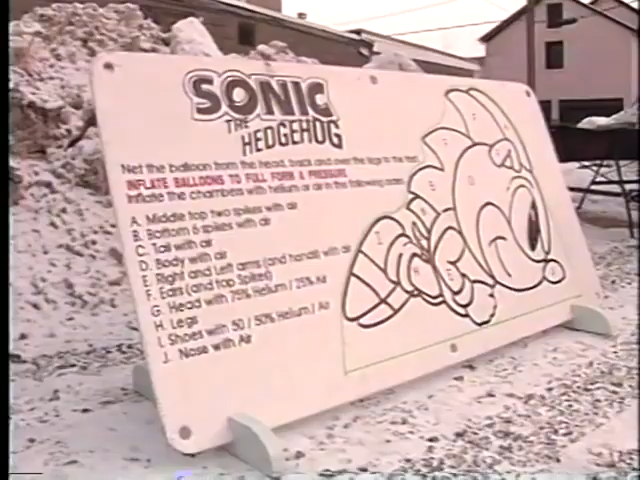 SONIC
THE
HEDGEHOG
Net the balloon from the head, back and over the legs to the feet.
INFLATE BALLOONS TO FULL FORM & PRESSURE
Inflate the chambers with helium or air in the following order:
A. Middle top two spikes with air
B. Bottom 6 spikes with air
C. Tail with air
D. Body with air
E. Right and Left arms (and hands) with air
F. Ears (and top Spikes)
G. Head with 75% Helium / 25% Air
H. Legs
I. Shoes with 50 / 50% Helium / Air
J. Nose with Air